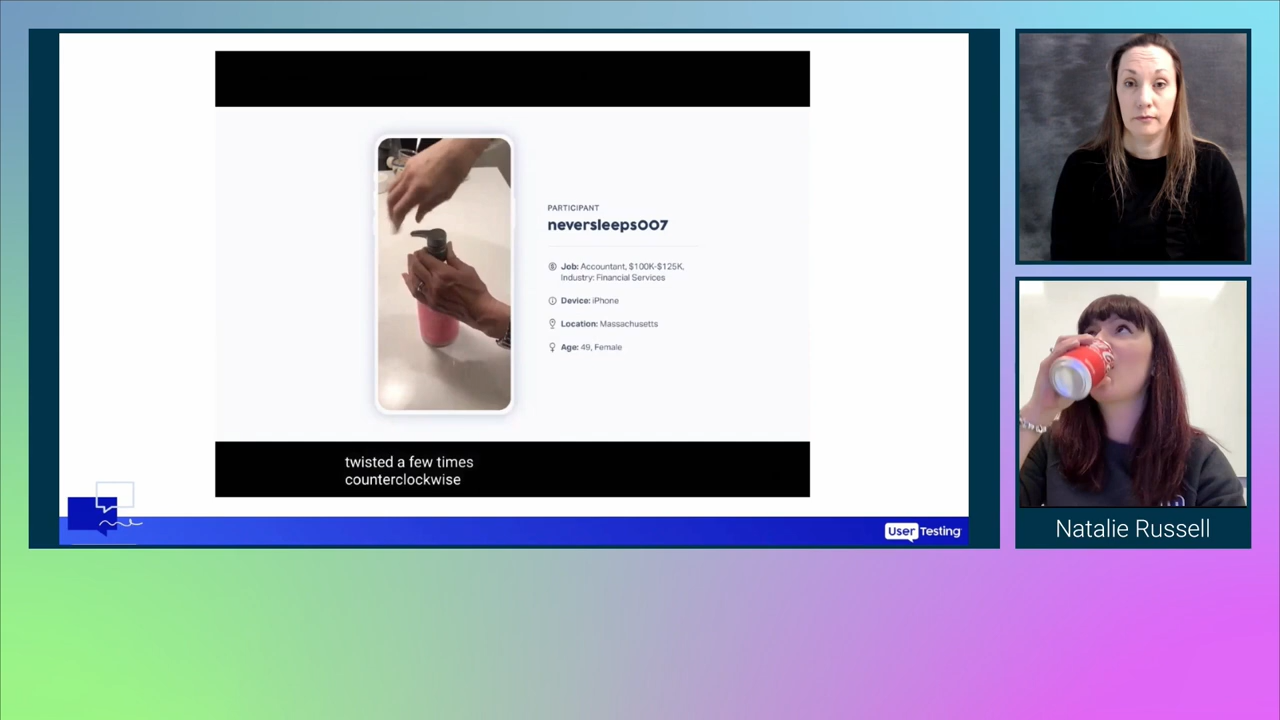 PARTICIPANT
neversleeps007
Job: Accountant, $100K-$125K,
Industry: Financial Services
Device: iPhone
Location: Massachusetts
Age: 49, Female
twisted a few times
counterclockwise
User Testing
Natalie Russell